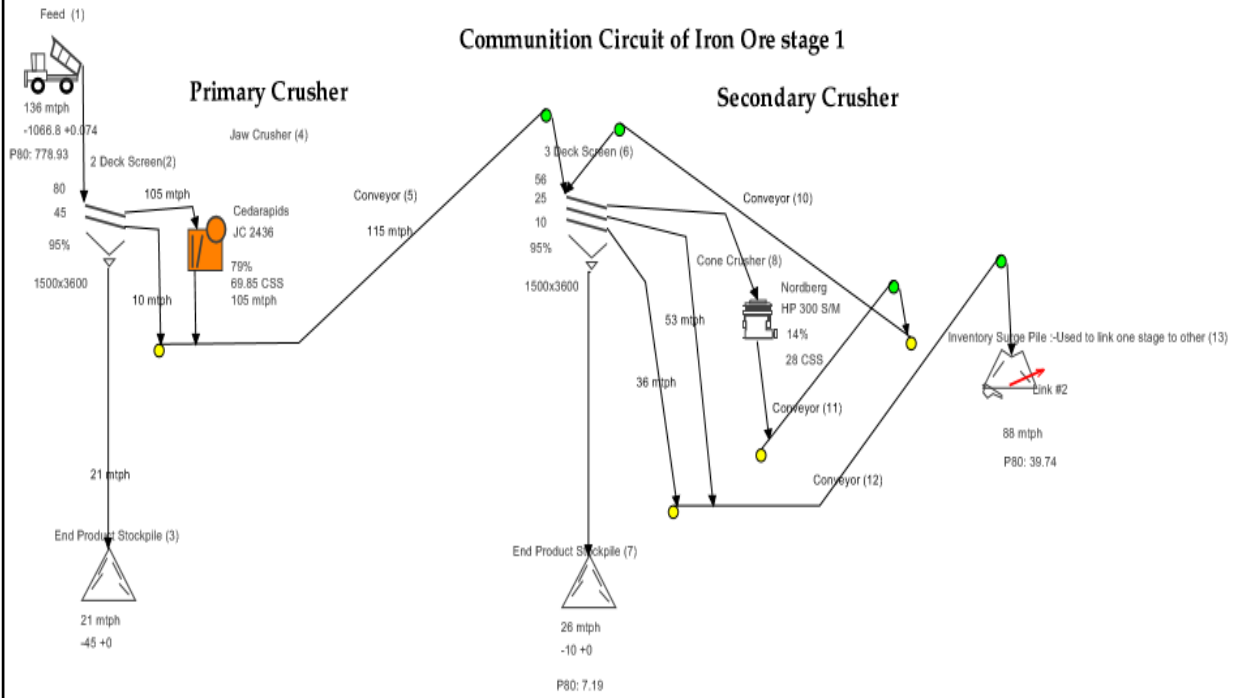 Feed (1)
Communition Circuit of Iron Ore stage 1
Primary Crusher
Secondary Crusher
136 mtph
-1066.8 +0.074
P80: 778.93
Jaw Crusher (4)
2 Deck Screen(2)
80
45
95%
1500x3600
105 mtph
Cedarapids
JC 2436
79%
69.85 CSS
105 mtph
10 mtph
Conveyor (5)
115 mtph
21 mtph
End Product Stockpile (3)
21 mtph
-45 +0
3 Deck Screen (6)
56
25
10
95%
1500x3600
Conveyor (10)
Cone Crusher (8)
Nordberg
HP 300 S/M
14%
28 CSS
53 mtph
36 mtph
Conveyor (11)
Conveyor (12)
Inventory Surge Pile :-Used to link one stage to other (13)
Link #2
88 mtph
P80: 39.74
End Product Stockpile (7)
26 mtph
-10 +0
P80: 7.19